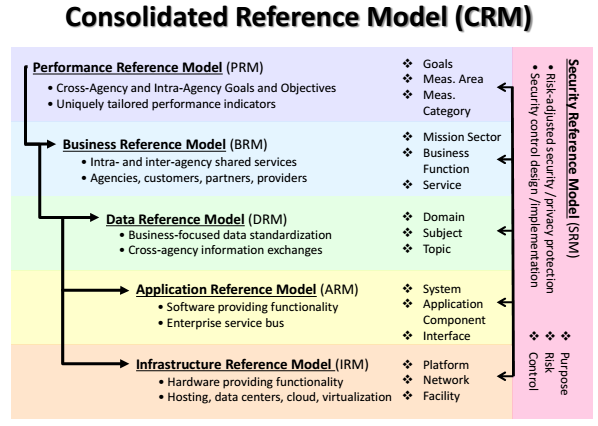 Consolidated Reference Model (CRM)
Performance Reference Model (PRM)
• Cross-Agency and Intra-Agency Goals and Objectives
• Uniquely tailored performance indicators
❖ Goals
❖ Meas. Area
❖ Meas.
Category
Business Reference Model (BRM)
• Intra- and inter-agency shared services
• Agencies, customers, partners, providers
❖ Mission Sector
❖ Business
Function
❖ Service
Data Reference Model (DRM)
• Business-focused data standardization
• Cross-agency information exchanges
❖ Domain
❖ Subject
❖ Topic
Application Reference Model (ARM)
• Software providing functionality
• Enterprise service bus
❖ System
❖ Application
Component
❖ Interface
Infrastructure Reference Model (IRM)
• Hardware providing functionality
• Hosting, data centers, cloud, virtualization
❖ Platform
❖ Network
❖ Facility
Security Reference Model (SRM)
• Risk-adjusted security/privacy protection
• Security control design/implementation
❖ Purpose
❖ Risk
❖ Control